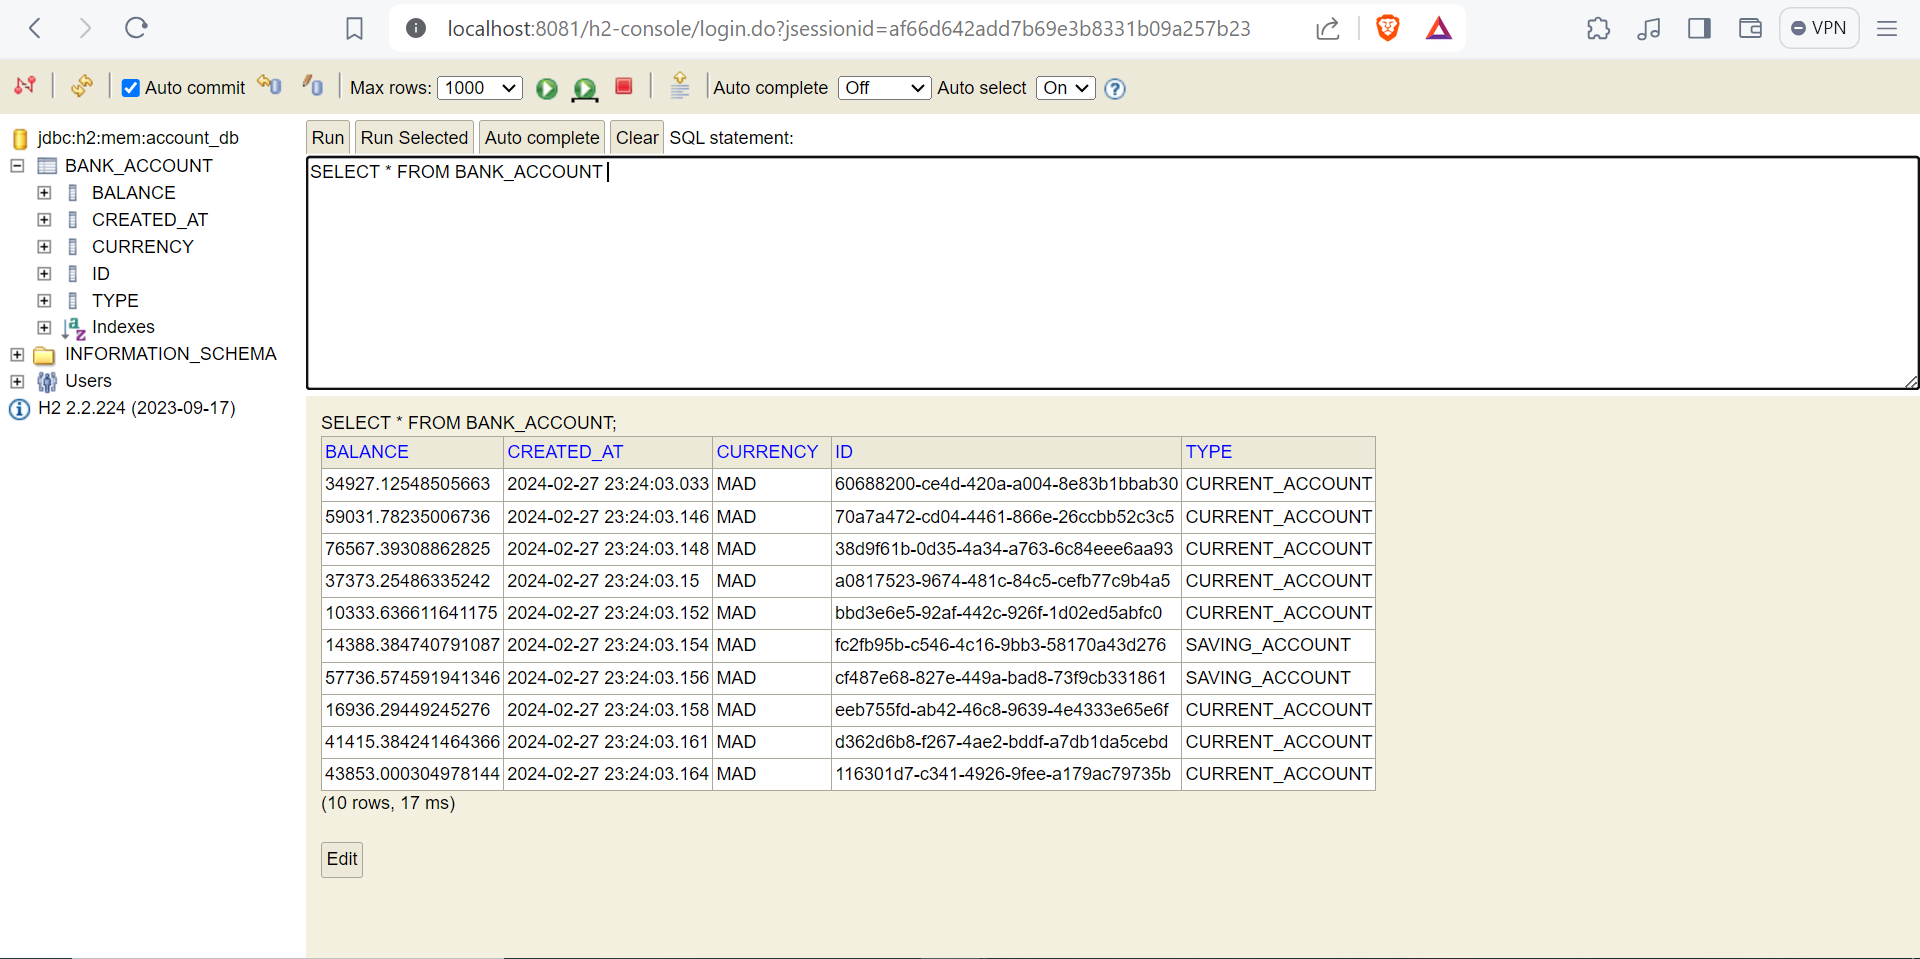 localhost:8081/h2-console/login.do?jsessionid=af66d642add7b69e3b8331b09a257b23 VPN
Auto commit Max rows: 1000 Auto complete Off Auto select On
jdbc:h2:mem:account_db
BANK_ACCOUNT
BALANCE
CREATED_AT
CURRENCY
ID
TYPE
Indexes
INFORMATION_SCHEMA
Users
H2 2.2.224 (2023-09-17)
Run Run Selected Auto complete Clear SQL statement:
SELECT * FROM BANK_ACCOUNT
SELECT * FROM BANK_ACCOUNT;
BALANCE CREATED_AT CURRENCY ID TYPE
34927.12548505663 2024-02-27 23:24:03.033 MAD 60688200-ce4d-420a-a004-8e83b1bbab30 CURRENT_ACCOUNT
59031.78235006736 2024-02-27 23:24:03.146 MAD 70a7a472-cd04-4461-866e-26ccbb52c3c5 CURRENT_ACCOUNT
76567.39308862825 2024-02-27 23:24:03.148 MAD 38d9f61b-0d35-4a34-a763-6c84eee6aa93 CURRENT_ACCOUNT
37373.25486335242 2024-02-27 23:24:03.15 MAD a0817523-9674-481c-84c5-cefb77c9b4a5 CURRENT_ACCOUNT
10333.636611641175 2024-02-27 23:24:03.152 MAD bbd3e6e5-92af-442c-926f-1d02ed5abfc0 CURRENT_ACCOUNT
14388.384740791087 2024-02-27 23:24:03.154 MAD fc2fb95b-c546-4c16-9bb3-58170a43d276 SAVING_ACCOUNT
57736.574591941346 2024-02-27 23:24:03.156 MAD cf487e68-827e-449a-bad8-73f9cb331861 SAVING_ACCOUNT
16936.29449245276 2024-02-27 23:24:03.158 MAD eeb755fd-ab42-46c8-9639-4e4333e65e6f CURRENT_ACCOUNT
41415.384241464366 2024-02-27 23:24:03.161 MAD d362d6b8-f267-4ae2-bddf-a7db1da5cebd CURRENT_ACCOUNT
43853.000304978144 2024-02-27 23:24:03.164 MAD 116301d7-c341-4926-9fee-a179ac79735b CURRENT_ACCOUNT
(10 rows, 17 ms)
Edit